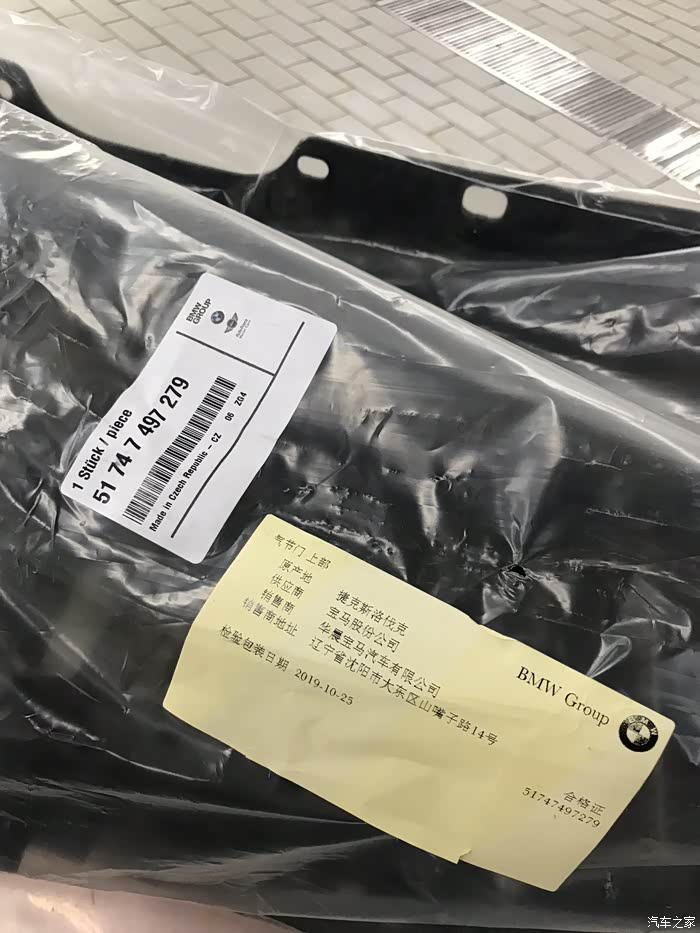 BMW
GROUP
1 Stück / piece
51 74 7 497 279
Made in Czech Republic - CZ 06 ZG4
气节门 上部
原产地 捷克斯洛伐克
供应商 宝马股份公司
销售商 华晨宝马汽车有限公司
销售商地址 辽宁省沈阳市大东区山嘴子路14号
检验包装日期 2019-10-25
BMW Group
合格证
51747497279
汽车之家